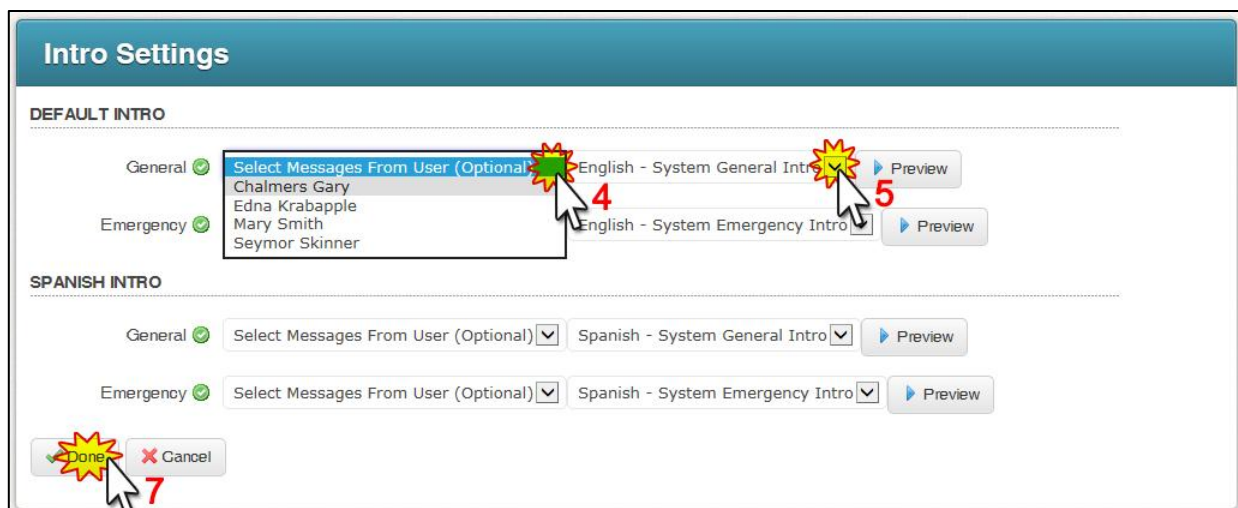 Intro Settings
DEFAULT INTRO
General Select Messages From User (Optional) English - System General Intro Preview
Chalmers Gary
Edna Krabapple
Mary Smith
Seymor Skinner
4
5
Emergency English - System Emergency Intro Preview
SPANISH INTRO
General Select Messages From User (Optional) Spanish - System General Intro Preview
Emergency Select Messages From User (Optional) Spanish - System Emergency Intro Preview
Done Cancel
7